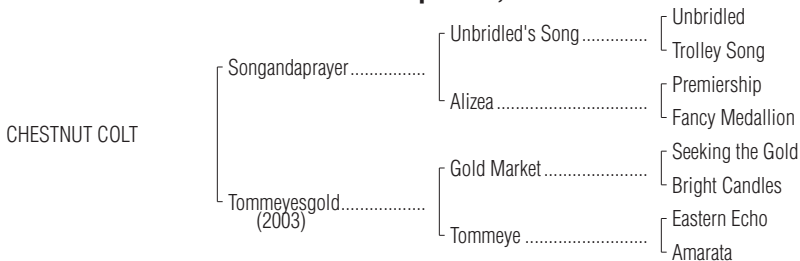 Unbridled
Unbridled's Song..............
Trolley Song
Songandaprayer................
Premiership
Alizea.................................
Fancy Medallion
CHESTNUT COLT
Seeking the Gold
Gold Market.......................
Bright Candles
Tommeyesgold..................
(2003)
Eastern Echo
Tommeye ...........................
Amarata